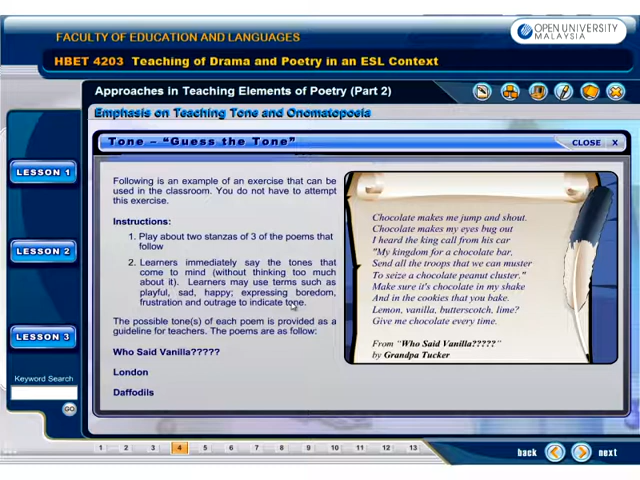 FACULTY OF EDUCATION AND LANGUAGES
OPEN UNIVERSITY
MALAYSIA
HBET 4203 Teaching of Drama and Poetry in an ESL Context
Approaches in Teaching Elements of Poetry (Part 2)
Emphasis on Teaching Tone and Onomatopoeia
Tone – "Guess the Tone"
CLOSE X
LESSON 1
LESSON 2
LESSON 3
Keyword Search
GO
Following is an example of an exercise that can be
used in the classroom. You do not have to attempt
this exercise.
Instructions:
1. Play about two stanzas of 3 of the poems that
follow
2. Learners immediately say the tones that
come to mind (without thinking too much
about it). Learners may use terms such as
playful, sad, happy; expressing boredom,
frustration and outrage to indicate tone.
The possible tone(s) of each poem is provided as a
guideline for teachers. The poems are as follow:
Who Said Vanilla?????
London
Daffodils
Chocolate makes me jump and shout.
Chocolate makes my eyes bug out
I heard the king call from his car
"My kingdom for a chocolate bar,
Send all the troops that we can muster
To seize a chocolate peanut cluster."
Make sure it's chocolate in my shake
And in the cookies that you bake.
Lemon, vanilla, butterscotch, lime?
Give me chocolate every time.
From "Who Said Vanilla?????"
by Grandpa Tucker
1 2 3 4 5 6 7 8 9 10 11 12 13
back next